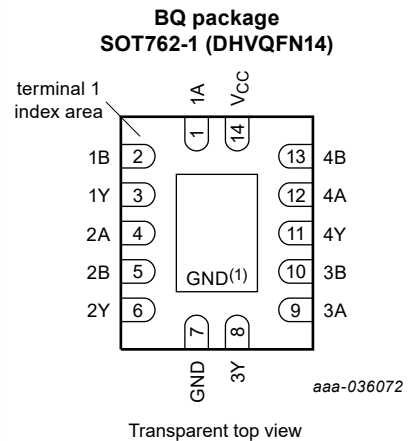 BQ package
SOT762-1 (DHVQFN14)
terminal 1
index area
1A
VCC
1
14
1B 2
13 4B
1Y 3
12 4A
2A 4
11 4Y
2B 5
10 3B
2Y 6
9 3A
GND(1)
7
8
GND
3Y
aaa-036072
Transparent top view